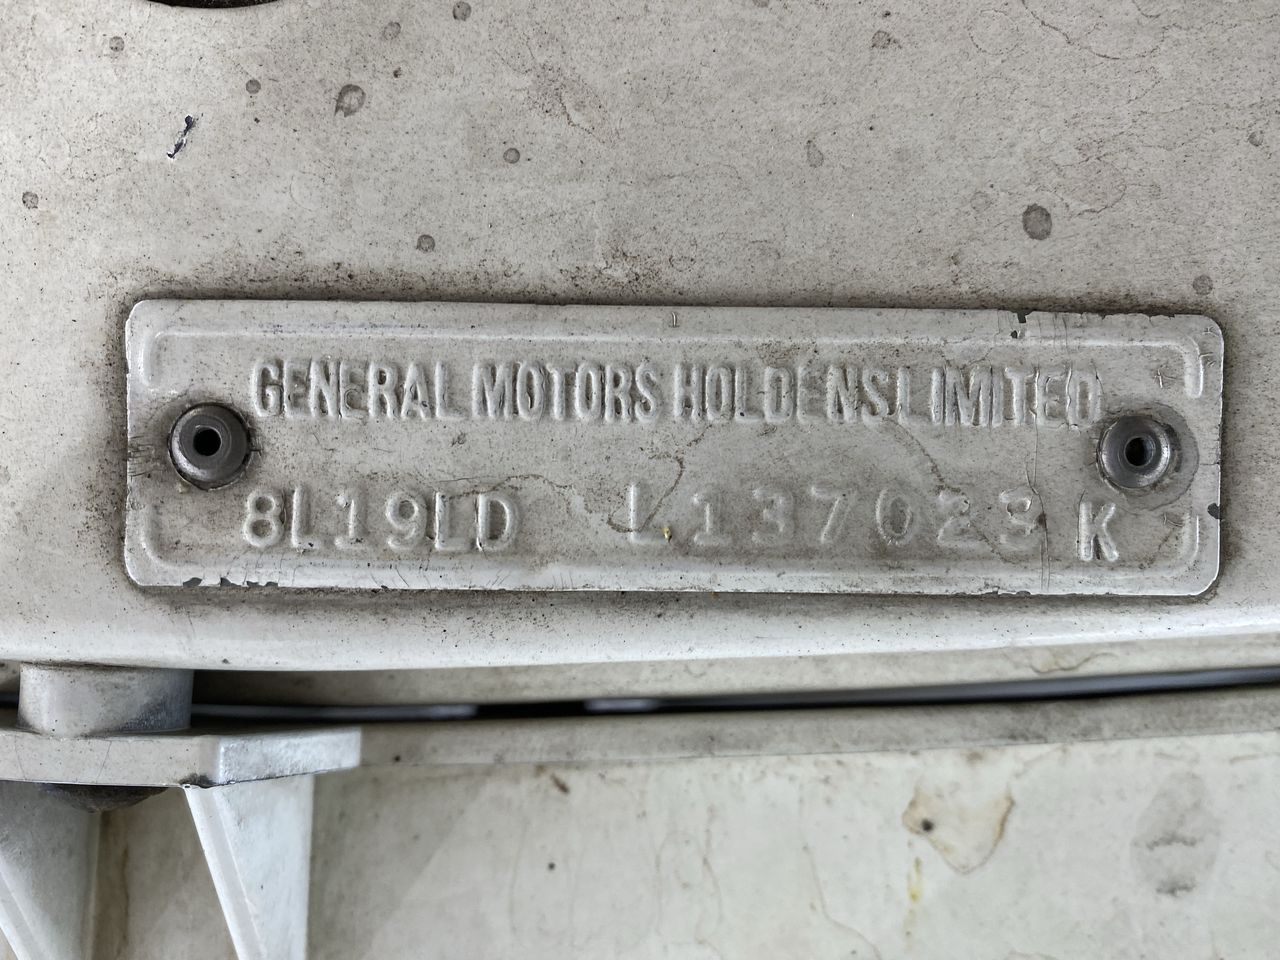 GENERAL MOTORS HOLDENS LIMITED
8L19LD L137023K